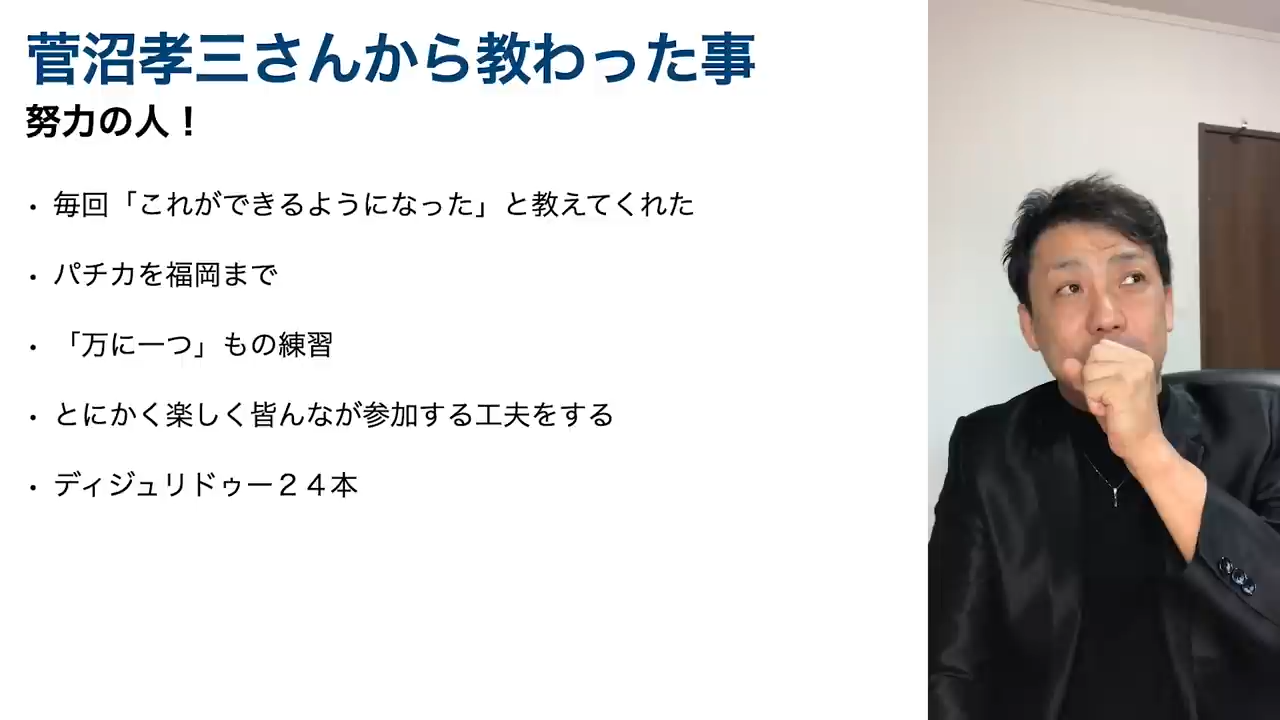 菅沼孝三さんから教わった事
努力の人！
・毎回「これができるようになった」と教えてくれた
・パチカを福岡まで
・「万に一つ」もの練習
・とにかく楽しく皆んなが参加する工夫をする
・ディジュリドゥー２４本